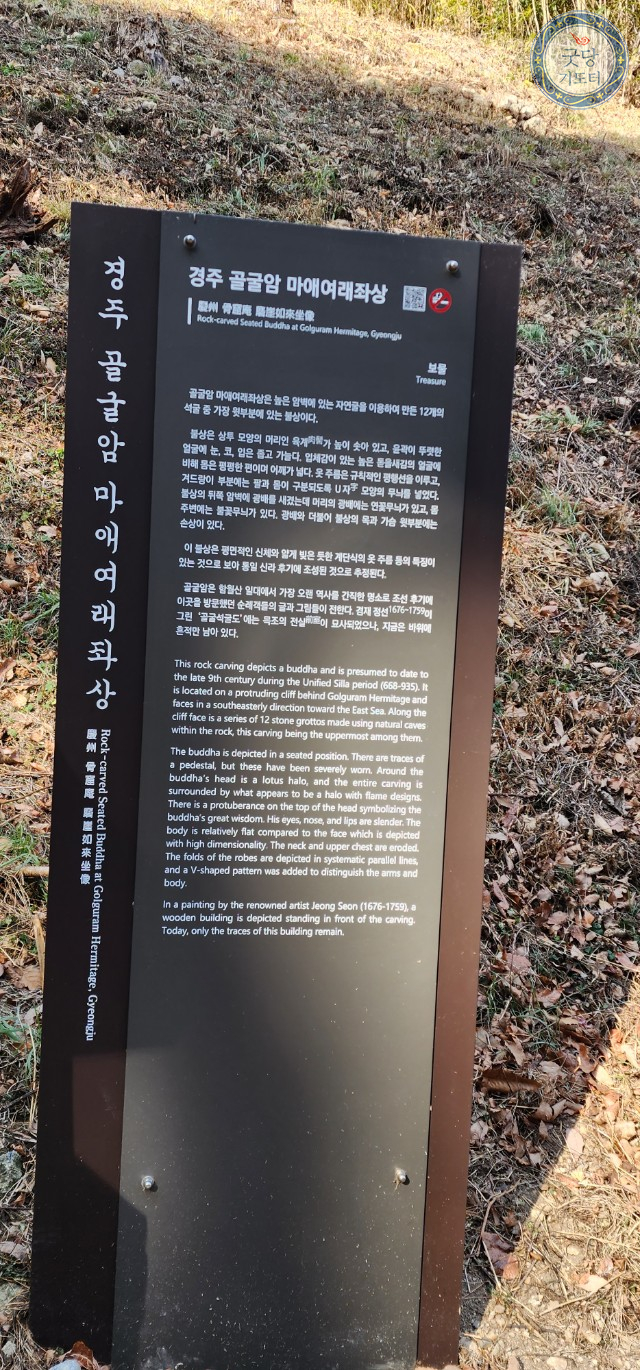 굿당
기도터
경주 골굴암 마애여래좌상
慶州 骨窟庵 磨崖如來坐像
Rock-carved Seated Buddha at Golguram Hermitage, Gyeongju
경주 골굴암 마애여래좌상
慶州 骨窟庵 磨崖如來坐像
Rock-carved Seated Buddha at Golguram Hermitage, Gyeongju
보물
Treasure
골굴암 마애여래좌상은 높은 암벽에 있는 자연굴을 이용하여 만든 12개의
석굴 중 가장 윗부분에 있는 불상이다.
불상은 상투 모양의 머리인 육계肉髻가 높이 솟아 있고, 윤곽이 뚜렷한
얼굴에 눈, 코, 입은 좁고 가늘다. 입체감이 있는 높은 돋을새김의 얼굴에
비해 몸은 평평한 편이며 어깨가 넓다. 옷 주름은 규칙적인 평행선을 이루고,
겨드랑이 부분에는 팔과 몸이 구분되도록 U자字 모양의 무늬를 넣었다.
불상의 뒤쪽 암벽에 광배를 새겼는데 머리의 광배에는 연꽃무늬가 있고, 몸
주변에는 불꽃무늬가 있다. 광배와 더불어 불상의 목과 가슴 윗부분에는
손상이 있다.
이 불상은 평면적인 신체와 얇게 빚은 듯한 계단식의 옷 주름 등의 특징이
있는 것으로 보아 통일 신라 후기에 조성된 것으로 추정된다.
골굴암은 함월산 일대에서 가장 오랜 역사를 간직한 명소로 조선 후기에
이곳을 방문했던 순례객들의 글과 그림들이 전한다. 겸재 정선1676~1759이
그린 ‘골굴석굴도’에는 목조의 전실前室이 묘사되었으나, 지금은 바위에
흔적만 남아 있다.
This rock carving depicts a buddha and is presumed to date to
the late 9th century during the Unified Silla period (668-935). It
is located on a protruding cliff behind Golguram Hermitage and
faces in a southeasterly direction toward the East Sea. Along the
cliff face is a series of 12 stone grottos made using natural caves
within the rock, this carving being the uppermost among them.
The buddha is depicted in a seated position. There are traces of
a pedestal, but these have been severely worn. Around the
buddha's head is a lotus halo, and the entire carving is
surrounded by what appears to be a halo with flame designs.
There is a protuberance on the top of the head symbolizing the
buddha's great wisdom. His eyes, nose, and lips are slender. The
body is relatively flat compared to the face which is depicted
with high dimensionality. The neck and upper chest are eroded.
The folds of the robes are depicted in systematic parallel lines,
and a V-shaped pattern was added to distinguish the arms and
body.
In a painting by the renowned artist Jeong Seon (1676-1759), a
wooden building is depicted standing in front of the carving.
Today, only the traces of this building remain.